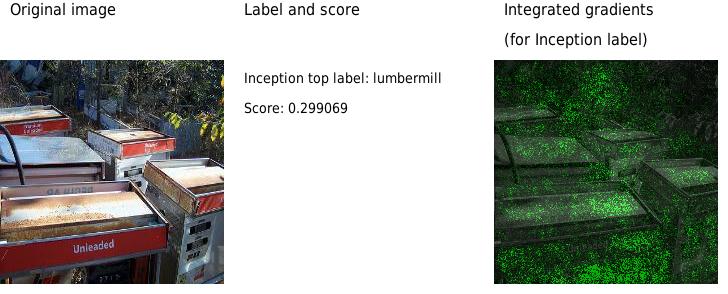 Original image
Label and score
Integrated gradients
(for Inception label)
Inception top label: lumbermill
Score: 0.299069
Unleaded